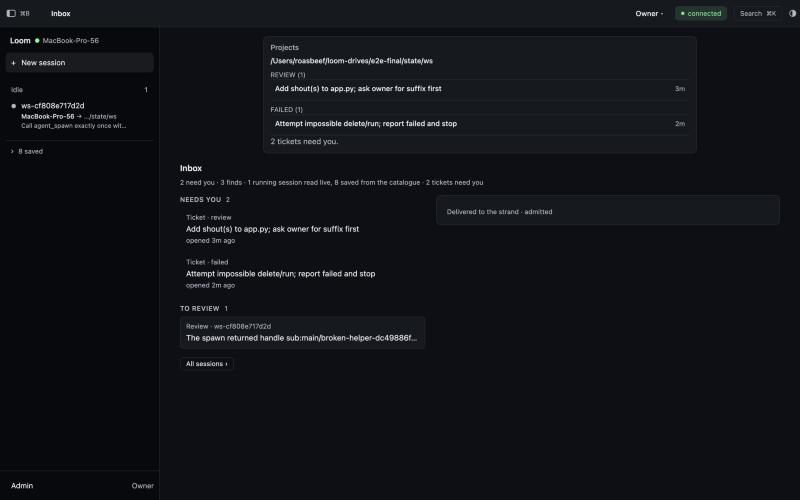 ⌘B Inbox Owner connected Search ⌘K
Loom MacBook-Pro-56
+ New session
Idle 1
ws-cf808e717d2d
MacBook-Pro-56 → .../state/ws
Call agent_spawn exactly once wit...
› 8 saved
Projects
/Users/roasbeef/loom-drives/e2e-final/state/ws
REVIEW (1)
Add shout(s) to app.py; ask owner for suffix first 3m
FAILED (1)
Attempt impossible delete/run; report failed and stop 2m
2 tickets need you.
Inbox
2 need you · 3 finds · 1 running session read live, 8 saved from the catalogue · 2 tickets need you
NEEDS YOU 2
Ticket · review
Add shout(s) to app.py; ask owner for suffix first
opened 3m ago
Ticket · failed
Attempt impossible delete/run; report failed and stop
opened 2m ago
TO REVIEW 1
Review · ws-cf808e717d2d
The spawn returned handle sub:main/broken-helper-dc49886f...
All sessions ›
Delivered to the strand · admitted
Admin Owner